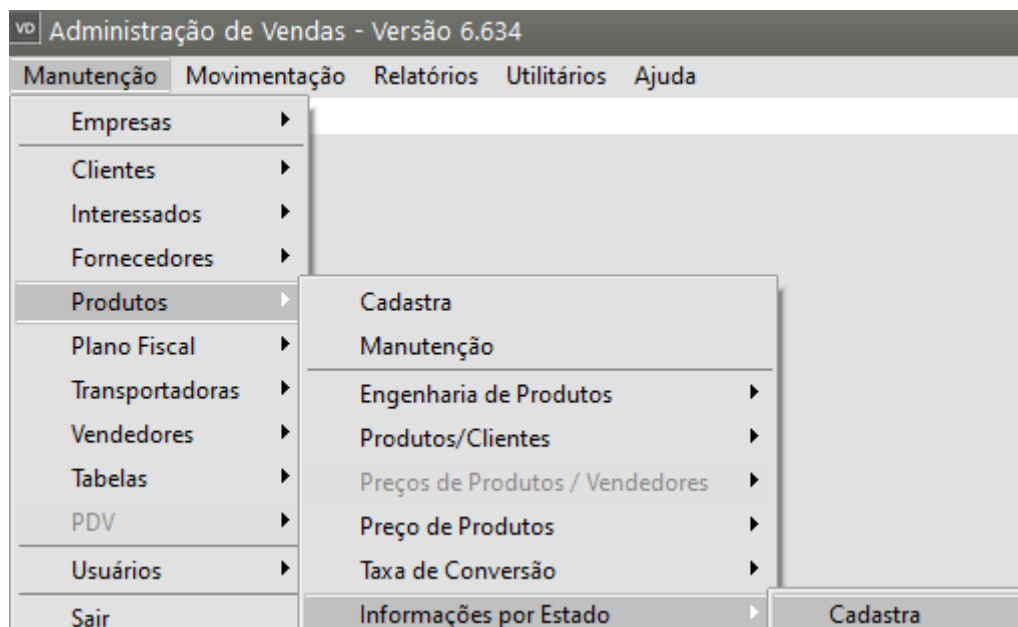 VD Administração de Vendas - Versão 6.634
Manutenção Movimentação Relatórios Utilitários Ajuda
Empresas
Clientes
Interessados
Fornecedores
Produtos
Plano Fiscal
Transportadoras
Vendedores
Tabelas
PDV
Usuários
Sair
Cadastra
Manutenção
Engenharia de Produtos
Produtos/Clientes
Preços de Produtos / Vendedores
Preço de Produtos
Taxa de Conversão
Informações por Estado
Cadastra